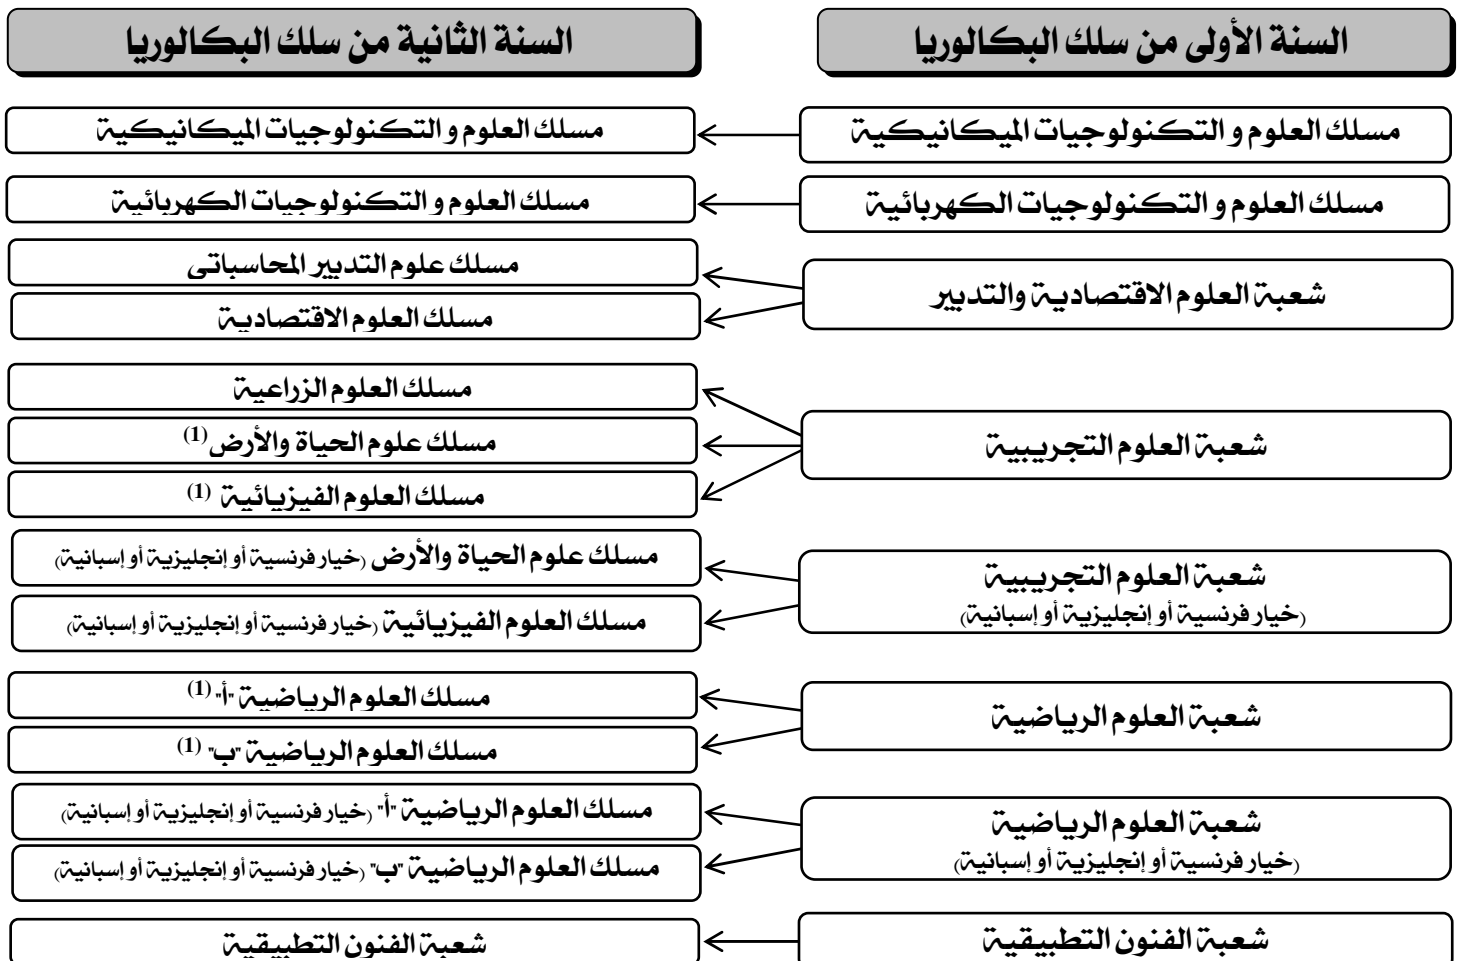 السنة الأولى من سلك البكالوريا
السنة الثانية من سلك البكالوريا
مسلك العلوم و التكنولوجيات الميكانيكية
مسلك العلوم و التكنولوجيات الميكانيكية
مسلك العلوم و التكنولوجيات الكهربائية
مسلك العلوم و التكنولوجيات الكهربائية
شعبة العلوم الاقتصادية والتدبير
مسلك علوم التدبير المحاسباتي
مسلك العلوم الاقتصادية
شعبة العلوم التجريبية
مسلك العلوم الزراعية
مسلك علوم الحياة والأرض (1)
مسلك العلوم الفيزيائية (1)
شعبة العلوم التجريبية
(خيار فرنسية أو إنجليزية أو إسبانية)
مسلك علوم الحياة والأرض (خيار فرنسية أو إنجليزية أو إسبانية)
مسلك العلوم الفيزيائية (خيار فرنسية أو إنجليزية أو إسبانية)
شعبة العلوم الرياضية
مسلك العلوم الرياضية "أ" (1)
مسلك العلوم الرياضية "ب" (1)
شعبة العلوم الرياضية
(خيار فرنسية أو إنجليزية أو إسبانية)
مسلك العلوم الرياضية "أ" (خيار فرنسية أو إنجليزية أو إسبانية)
مسلك العلوم الرياضية "ب" (خيار فرنسية أو إنجليزية أو إسبانية)
شعبة الفنون التطبيقية
شعبة الفنون التطبيقية